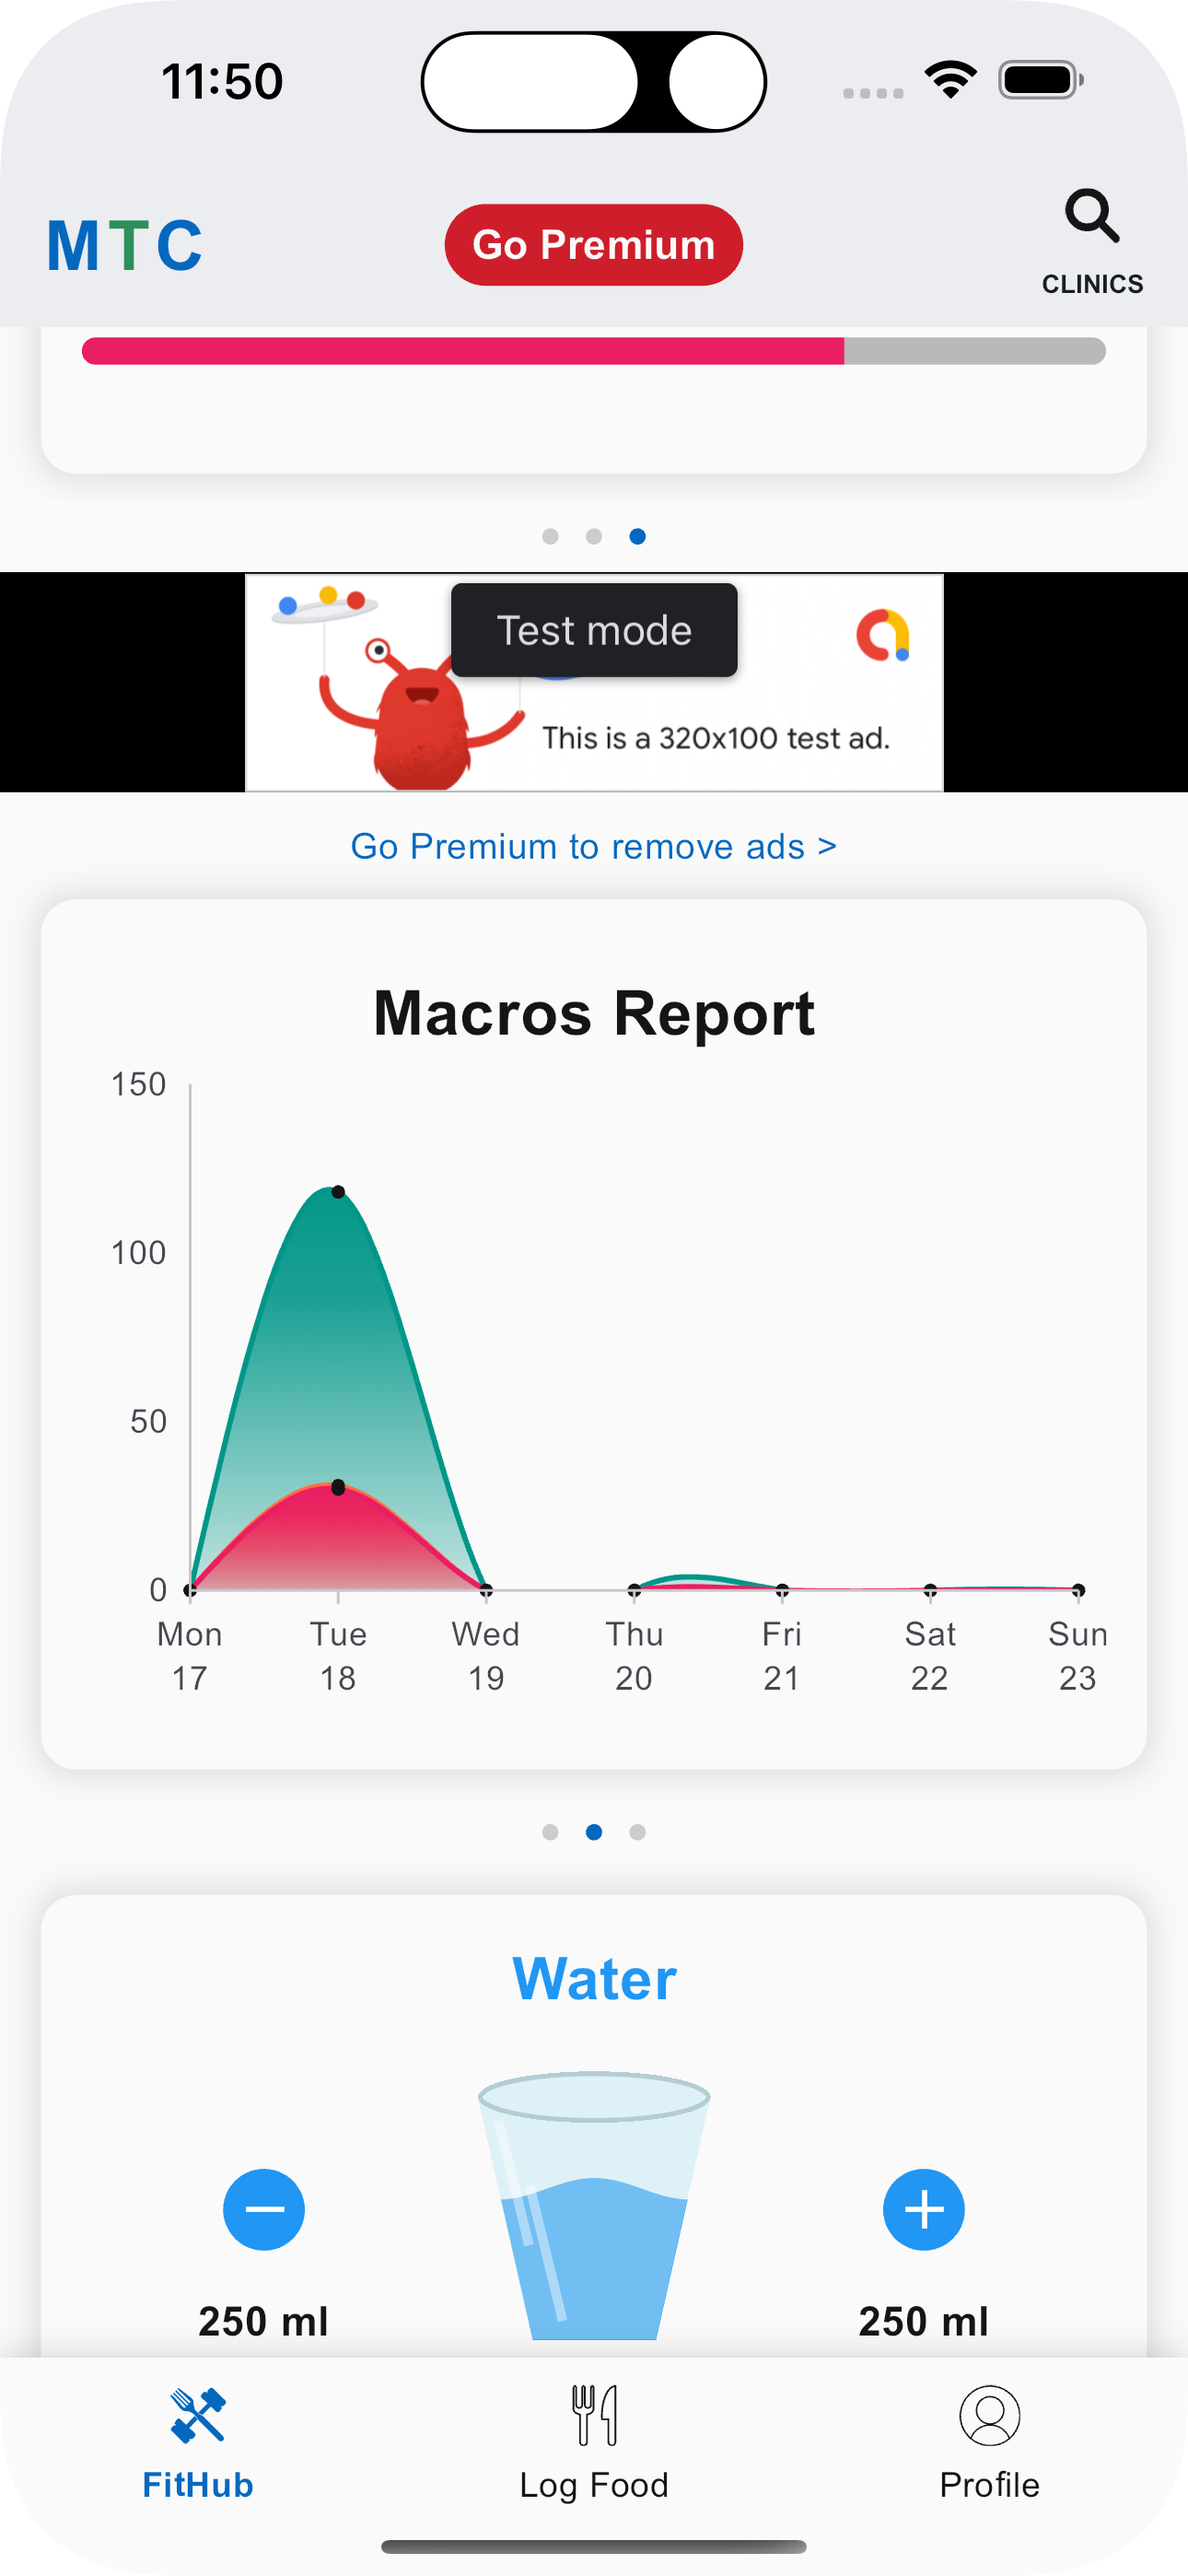 11:50
MTC
Go Premium
CLINICS
Test mode
This is a 320x100 test ad.
Go Premium to remove ads >
Macros Report
150
100
50
0
Mon Tue Wed Thu Fri Sat Sun
17 18 19 20 21 22 23
Water
250 ml 250 ml
FitHub Log Food Profile